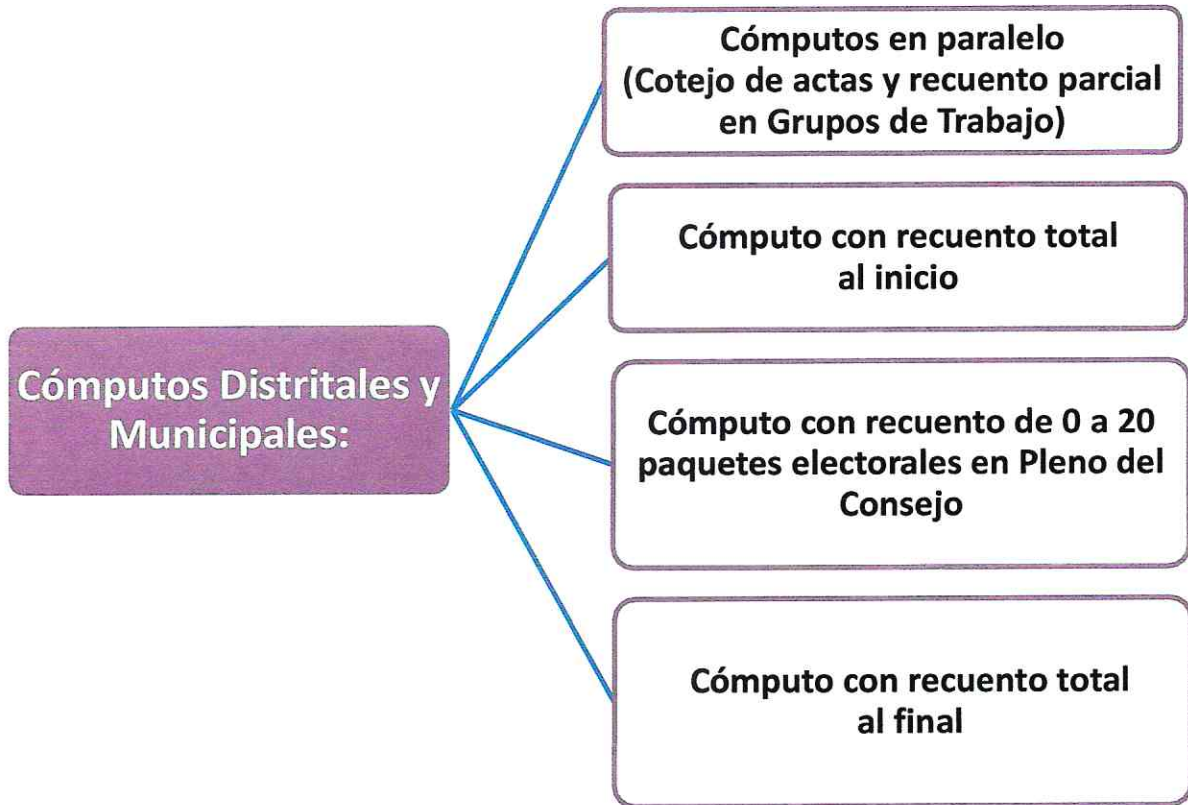 Cómputos en paralelo
(Cotejo de actas y recuento parcial
en Grupos de Trabajo)
Cómputo con recuento total
al inicio
Cómputos Distritales y
Municipales:
Cómputo con recuento de 0 a 20
paquetes electorales en Pleno del
Consejo
Cómputo con recuento total
al final